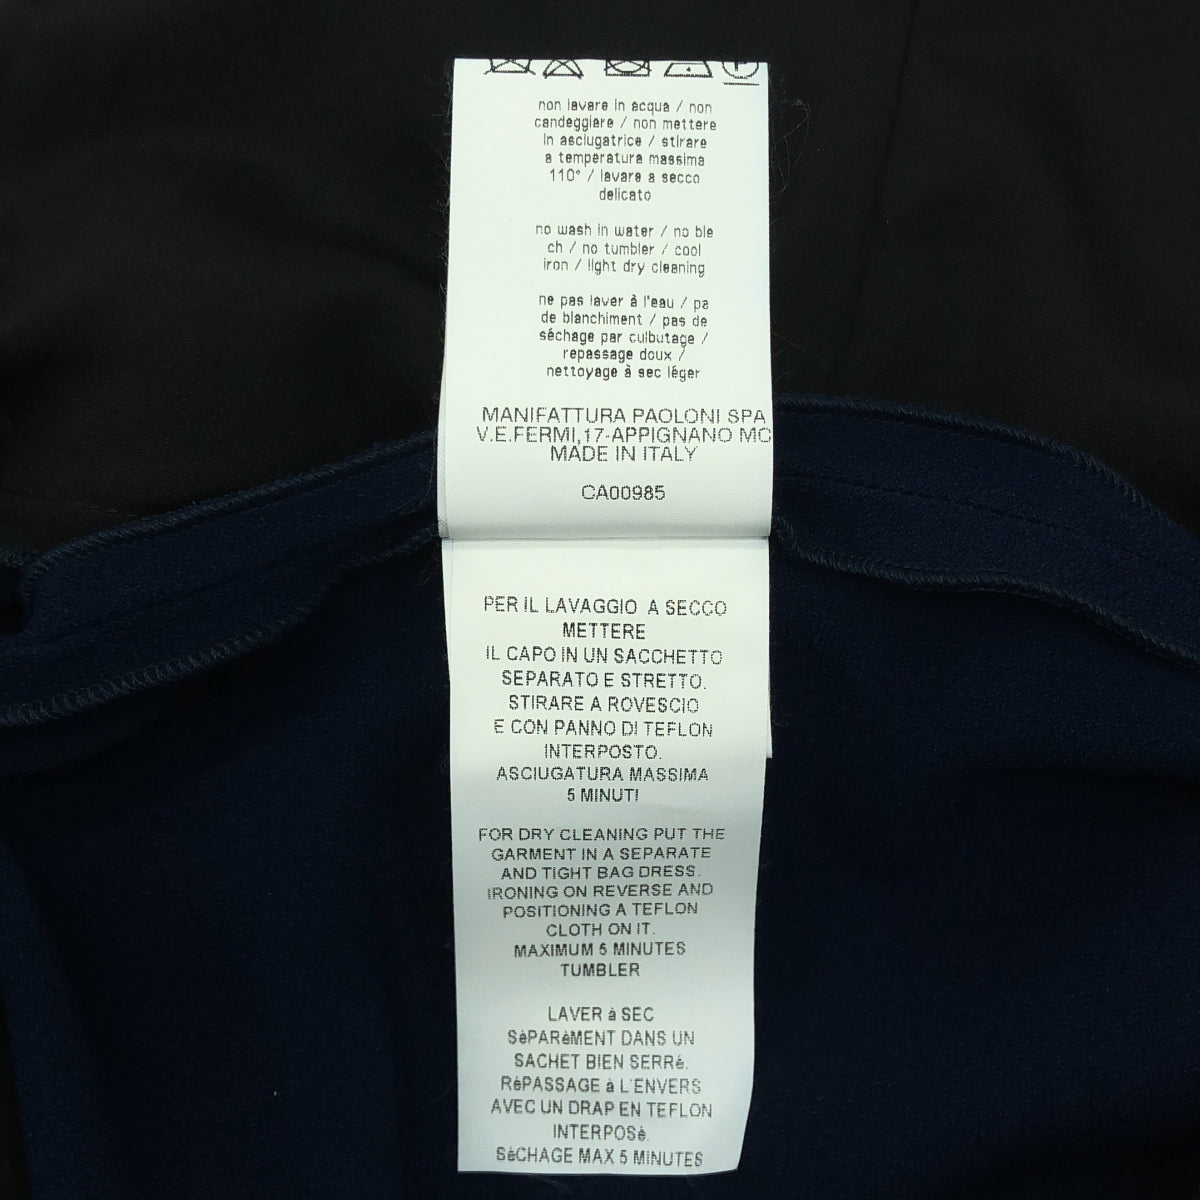 non lavare in acqua / non
candeggiare / non mettere
in asciugatrice / stirare
a temperatura massima
110° / lavare a secco
delicato
no wash in water / no ble
ch / no tumbler / cool
iron / light dry cleaning
ne pas laver à l'eau / pa
de blanchiment / pas de
séchage par culbutage /
repassage doux /
nettoyage à sec léger
MANIFATTURA PAOLONI SPA
V.E.FERMI,17-APPIGNANO MC
MADE IN ITALY
CA00985
PER IL LAVAGGIO A SECCO
METTERE
IL CAPO IN UN SACCHETTO
SEPARATO E STRETTO.
STIRARE A ROVESCIO
E CON PANNO DI TEFLON
INTERPOSTO.
ASCIUGATURA MASSIMA
5 MINUTI
FOR DRY CLEANING PUT THE
GARMENT IN A SEPARATE
AND TIGHT BAG DRESS.
IRONING ON REVERSE AND
POSITIONING A TEFLON
CLOTH ON IT.
MAXIMUM 5 MINUTES
TUMBLER
LAVER à SEC
SèPARèMENT DANS UN
SACHET BIEN SERRè.
RèPASSAGE à L'ENVERS
AVEC UN DRAP EN TEFLON
INTERPOSè.
SèCHAGE MAX 5 MINUTES